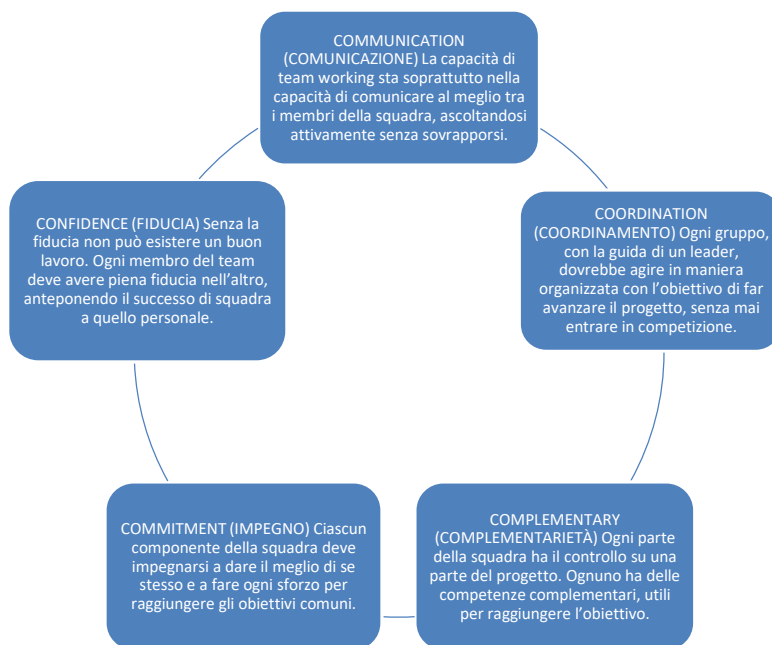 COMMUNICATION
(COMUNICAZIONE) La capacità di
team working sta soprattutto nella
capacità di comunicare al meglio tra
i membri della squadra, ascoltandosi
attivamente senza sovrapporsi.
COORDINATION
(COORDINAMENTO) Ogni gruppo,
con la guida di un leader,
dovrebbe agire in maniera
organizzata con l’obiettivo di far
avanzare il progetto, senza mai
entrare in competizione.
COMPLEMENTARY
(COMPLEMENTARIETÀ) Ogni parte
della squadra ha il controllo su una
parte del progetto. Ognuno ha delle
competenze complementari, utili
per raggiungere l’obiettivo.
COMMITMENT (IMPEGNO) Ciascun
componente della squadra deve
impegnarsi a dare il meglio di se
stesso e a fare ogni sforzo per
raggiungere gli obiettivi comuni.
CONFIDENCE (FIDUCIA) Senza la
fiducia non può esistere un buon
lavoro. Ogni membro del team
deve avere piena fiducia nell’altro,
anteponendo il successo di squadra
a quello personale.